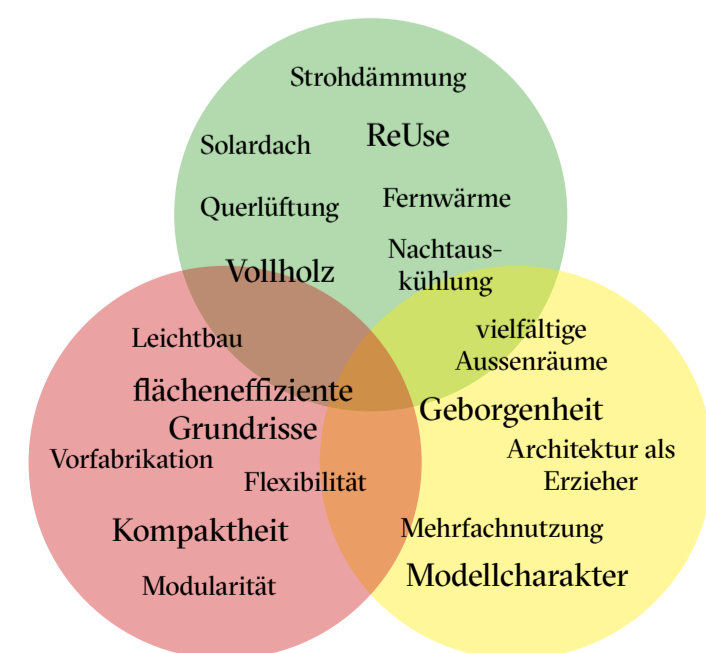 Strohdämmung
ReUse
Solardach
Fernwärme
Querlüftung
Nachtaus-
kühlung
Vollholz
Leichtbau
flächeneffiziente
Grundrisse
Vorfabrikation
Flexibilität
Kompaktheit
Modularität
vielfältige
Aussenräume
Geborgenheit
Architektur als
Erzieher
Mehrfachnutzung
Modellcharakter